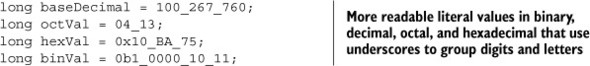 long baseDecimal = 100_267_760;
long octVal = 04_13;
long hexVal = 0x10_BA_75;
long binVal = 0b1_0000_10_11;
More readable literal values in binary,
decimal, octal, and hexadecimal that use
underscores to group digits and letters